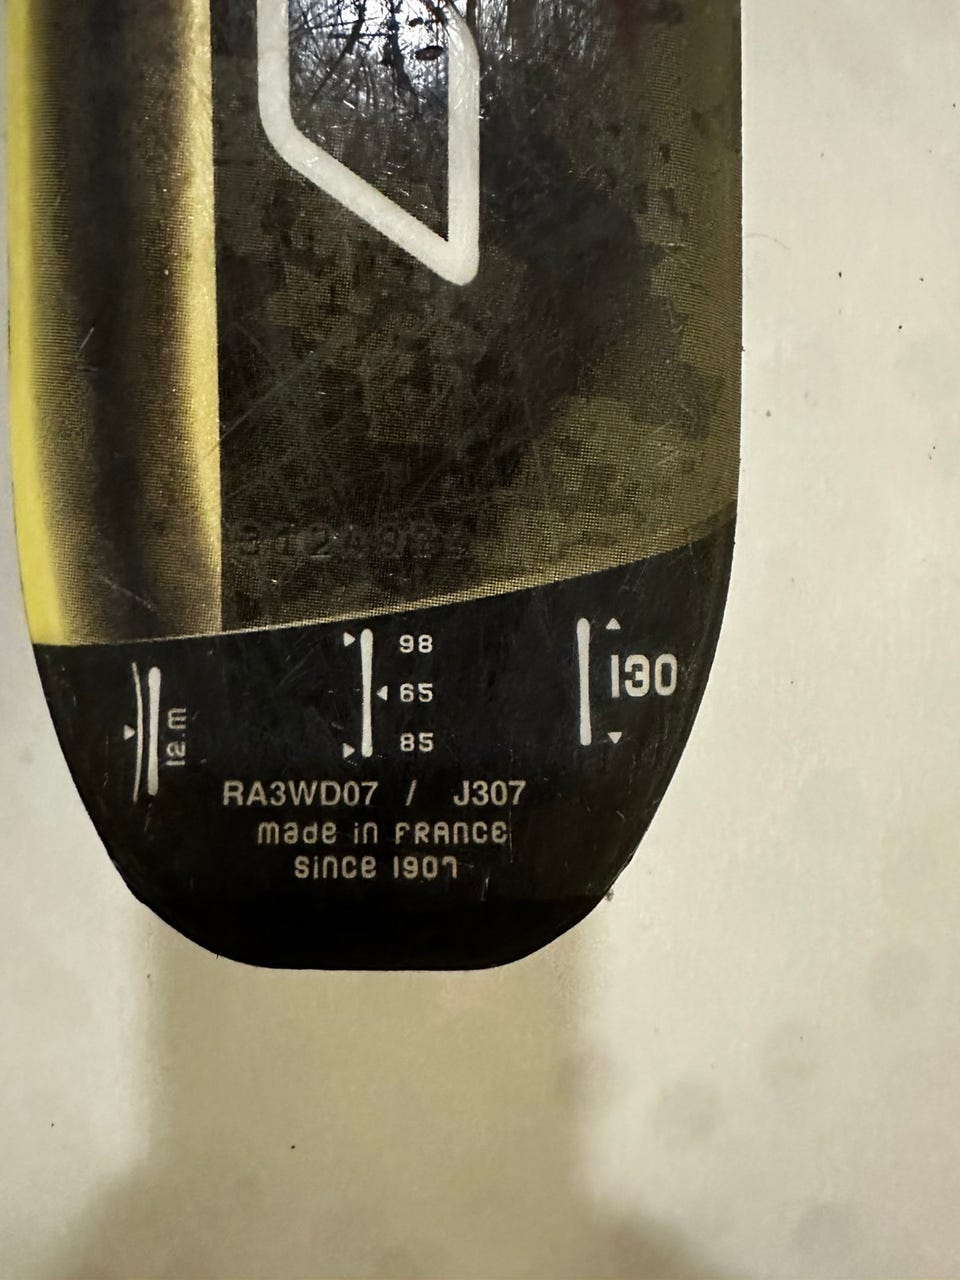 98
65
85
130
12.m
RA3WD07 / J307
made in FRANCE
since 1907